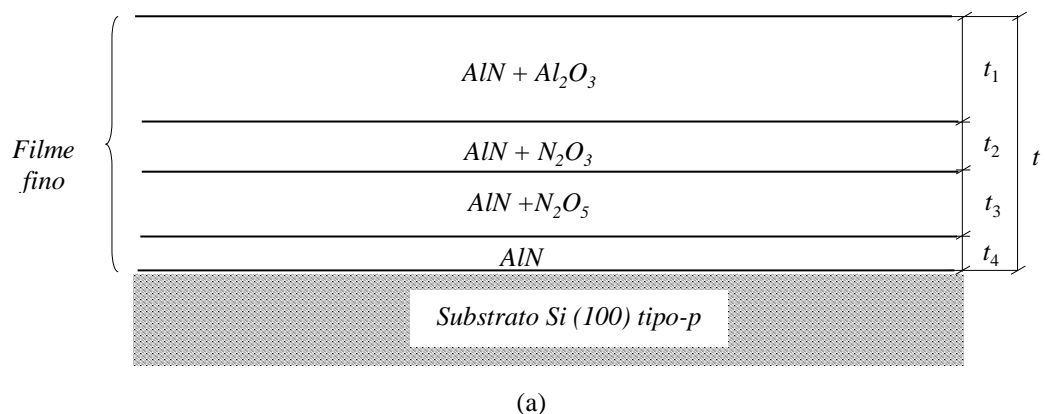 AlN + Al₂O₃
t₁
AlN + N₂O₃
t₂
Filme
fino
t
AlN +N₂O₅
t₃
AlN
t₄
Substrato Si (100) tipo-p
(a)